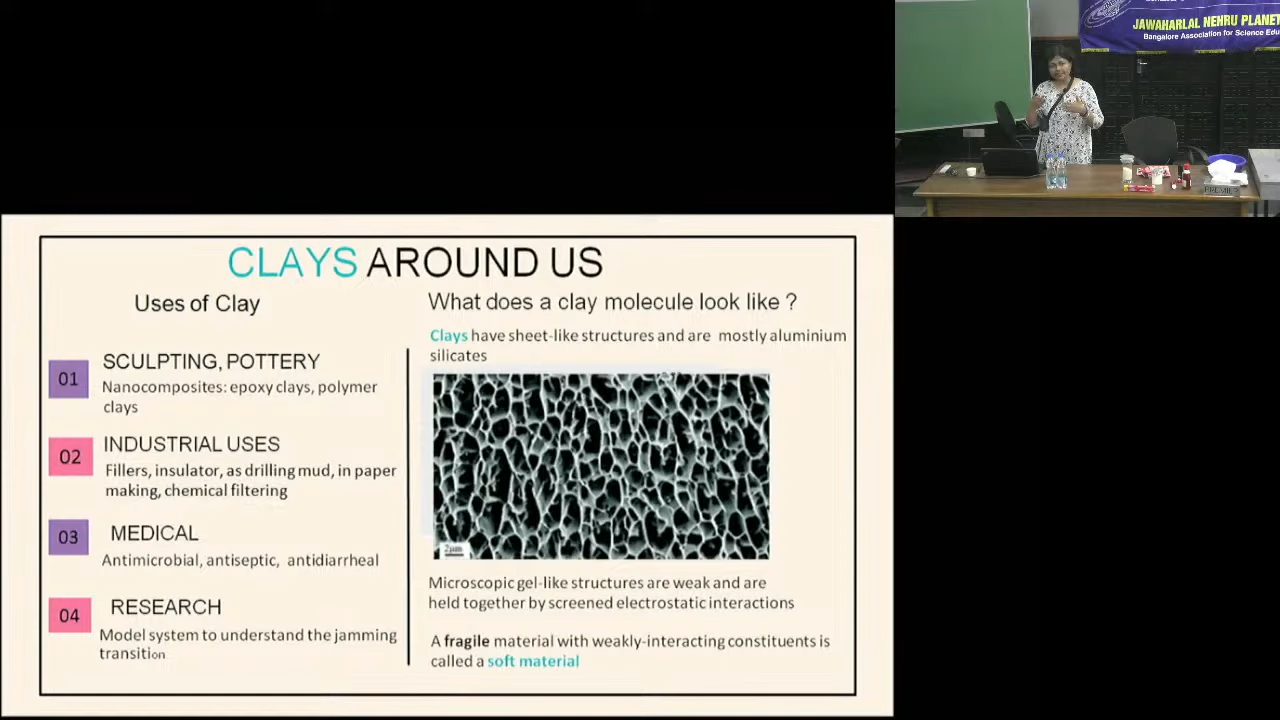 JAWAHARLAL NEHRU PLANET
Bangalore Association for Science Edu
PREMIER
CLAYS AROUND US
Uses of Clay
01
SCULPTING, POTTERY
Nanocomposites: epoxy clays, polymer
clays
02
INDUSTRIAL USES
Fillers, insulator, as drilling mud, in paper
making, chemical filtering
03
MEDICAL
Antimicrobial, antiseptic, antidiarrheal
04
RESEARCH
Model system to understand the jamming
transition
What does a clay molecule look like ?
Clays have sheet-like structures and are mostly aluminium
silicates
2µm
Microscopic gel-like structures are weak and are
held together by screened electrostatic interactions
A fragile material with weakly-interacting constituents is
called a soft material